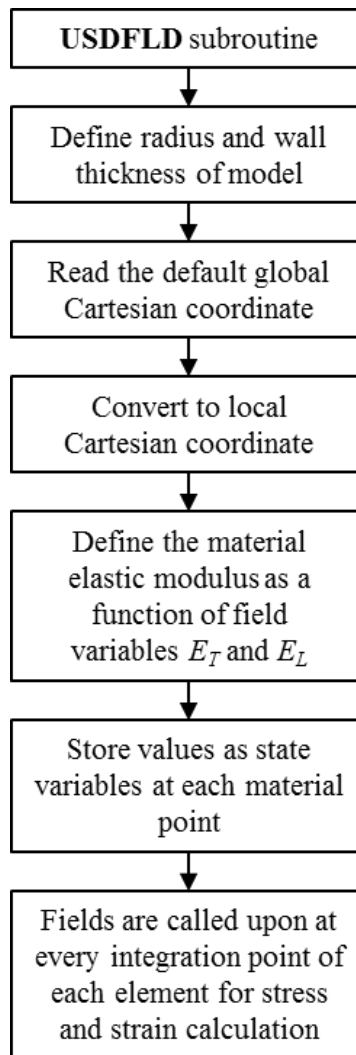 USDFLD subroutine
Define radius and wall
thickness of model
Read the default global
Cartesian coordinate
Convert to local
Cartesian coordinate
Define the material
elastic modulus as a
function of field
variables E_T and E_L
Store values as state
variables at each material
point
Fields are called upon at
every integration point of
each element for stress
and strain calculation